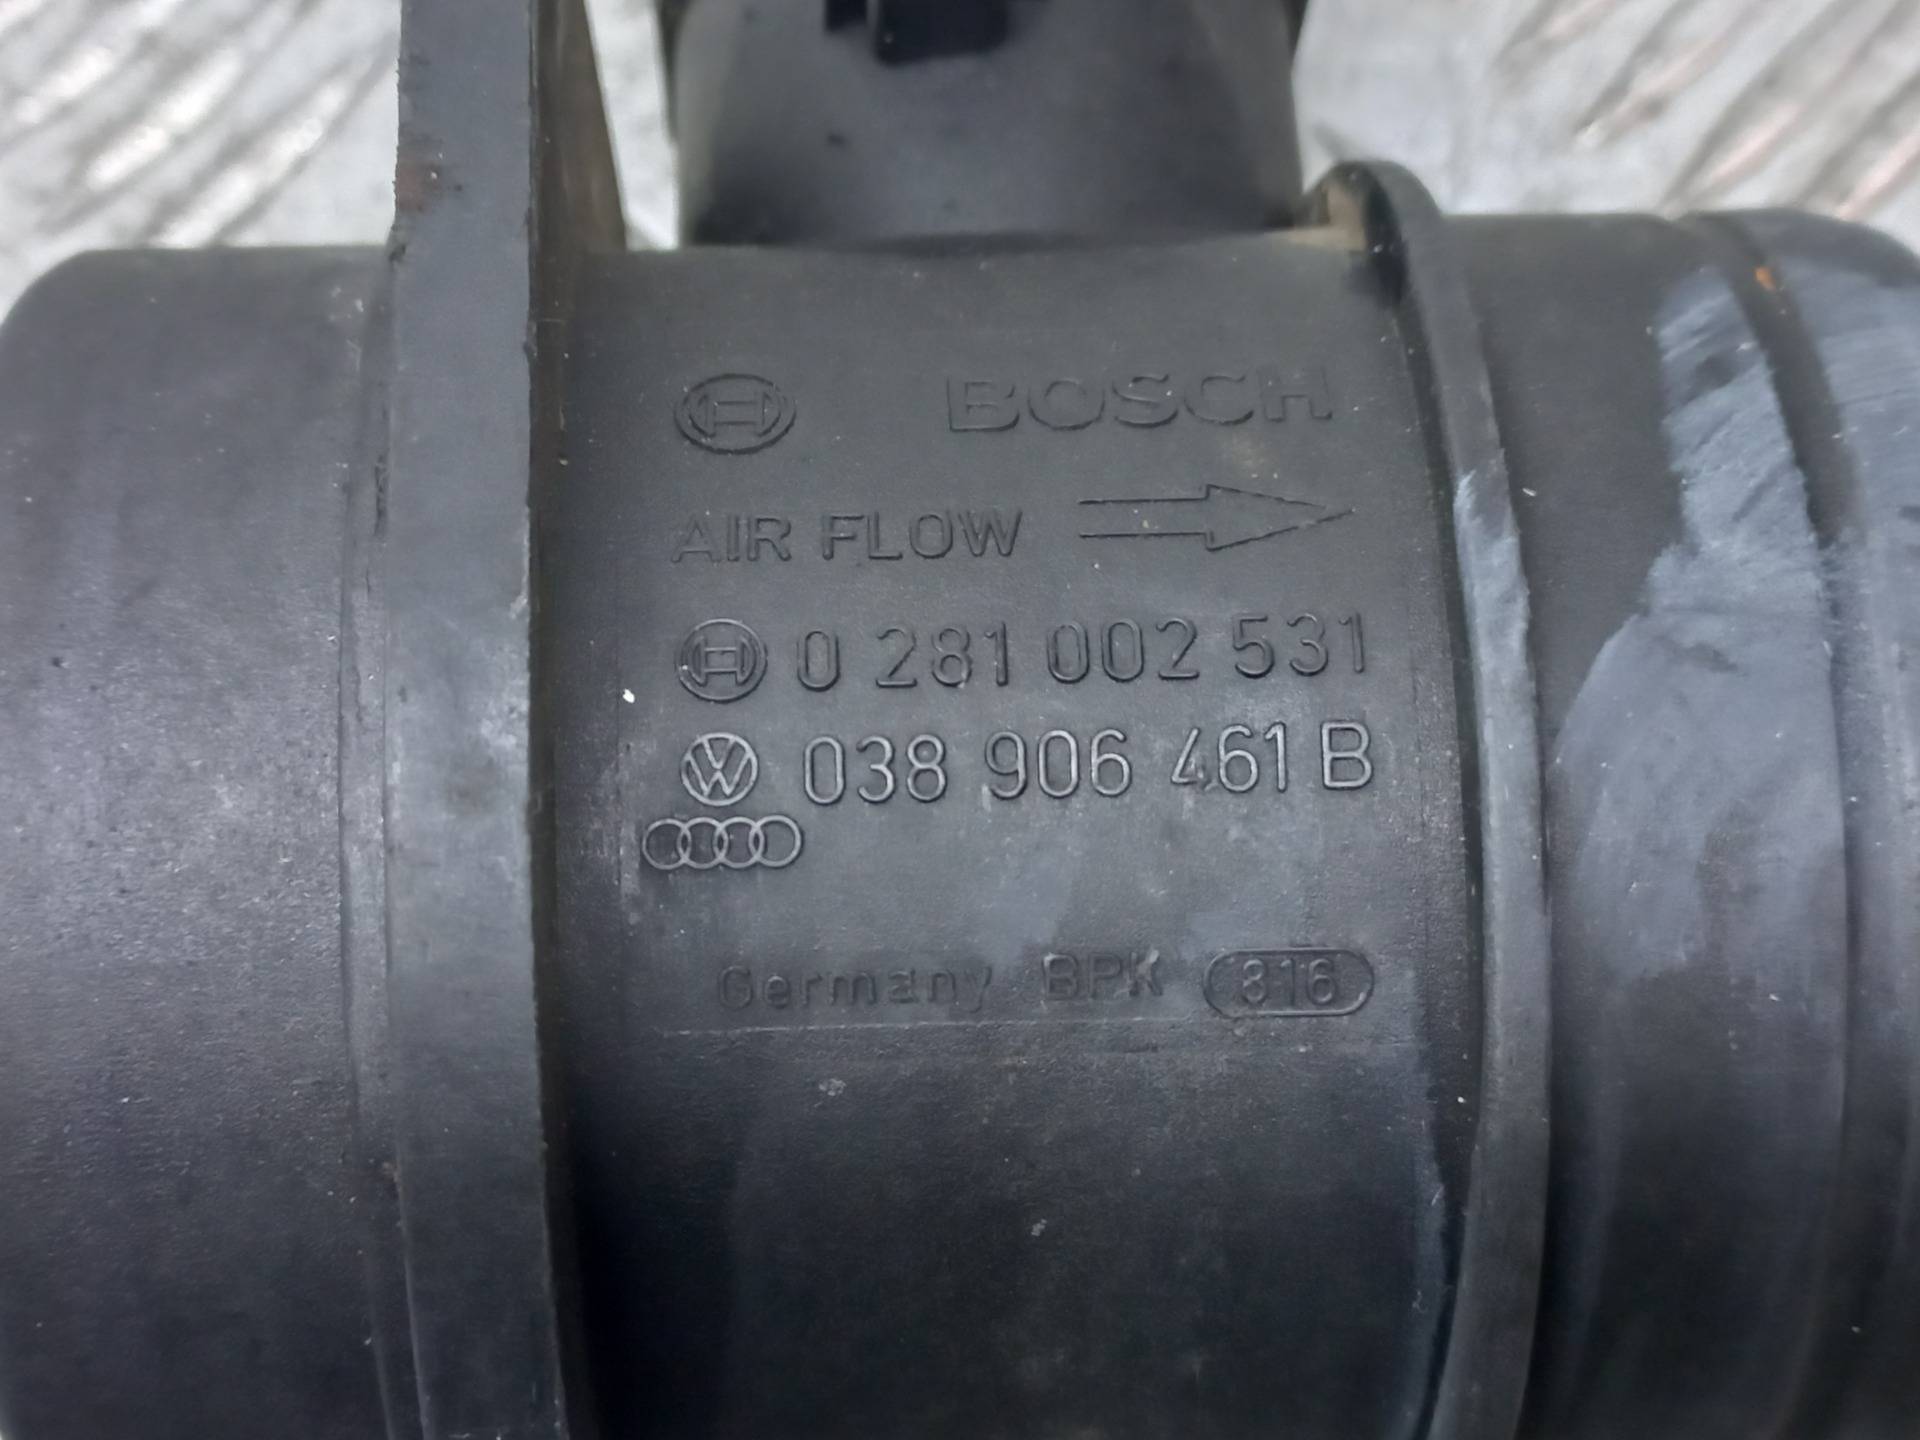 BOSCH
AIR FLOW
0 281 002 531
038 906 461 B
Germany BPK 816